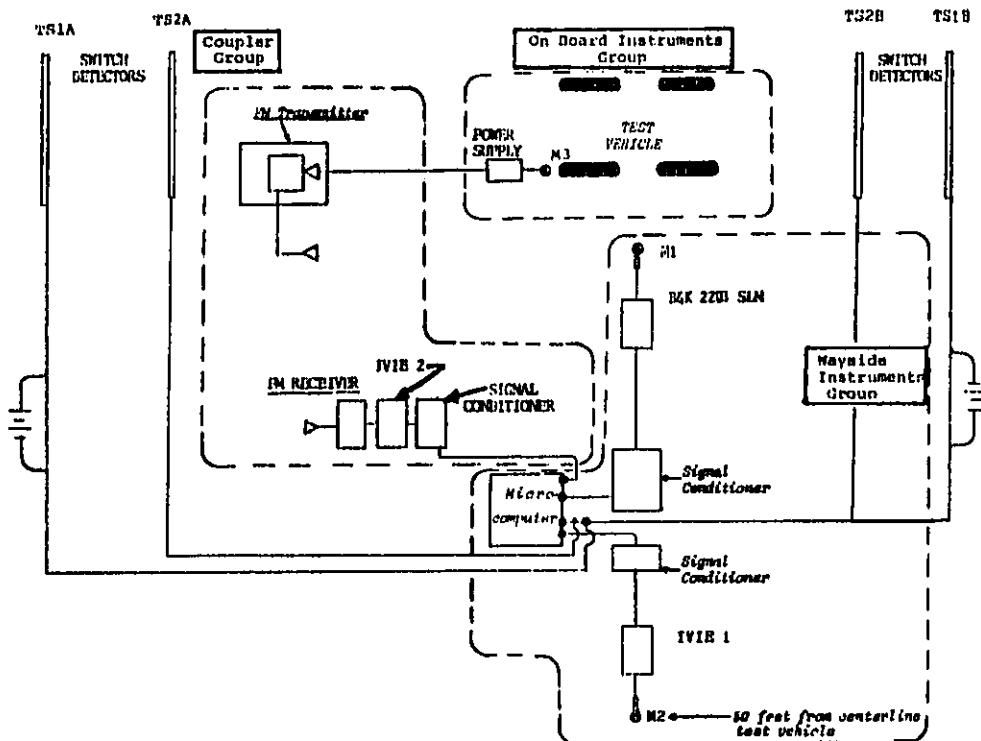 TS1A
TS2A
TS2B
TS1B
SWITCH
DETECTORS
Coupler
Group
On Board Instruments
Group
SWITCH
DETECTORS
FM Transmitter
POWER
SUPPLY
M3
TEST
VEHICLE
M1
B&K 2203 SLM
IVIE 2
FM RECEIVER
SIGNAL
CONDITIONER
Wayside
Instruments
Group
Micro
computer
Signal
Conditioner
Signal
Conditioner
IVIE 1
M2
50 feet from centerline
test vehicle